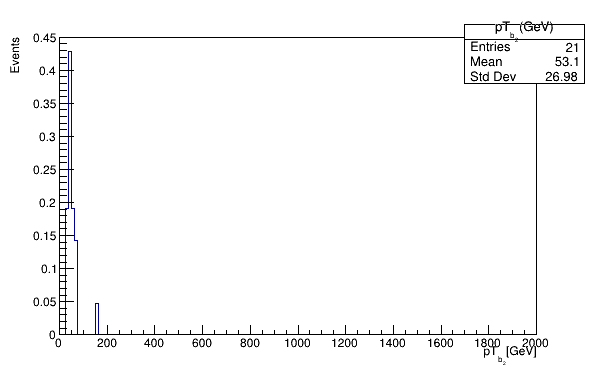 pT_b_2 (GeV)
Entries 21
Mean 53.1
Std Dev 26.98
Events
0.45
0.4
0.35
0.3
0.25
0.2
0.15
0.1
0.05
0
0 200 400 600 800 1000 1200 1400 1600 1800 2000
pT_b_2 [GeV]